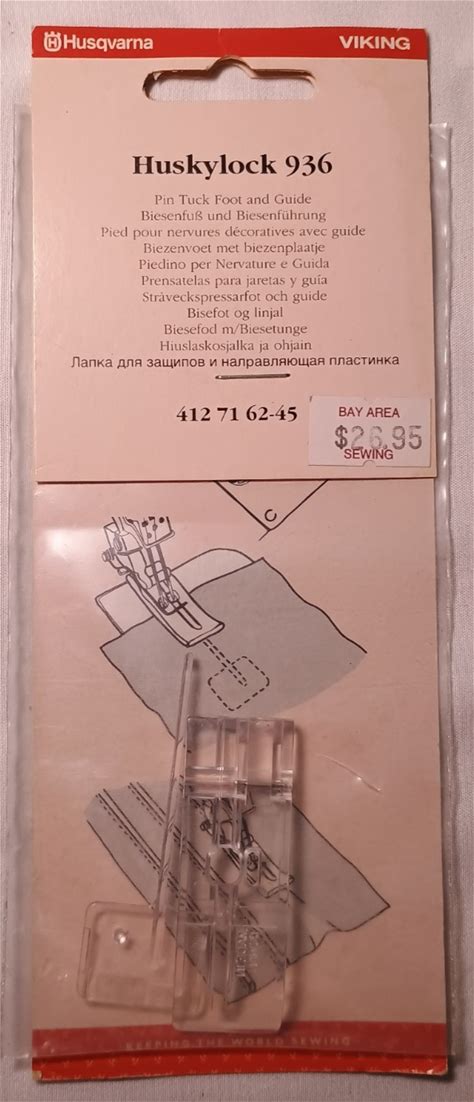 Husqvarna VIKING
Huskylock 936
Pin Tuck Foot and Guide
Biesenfuß und Biesenführung
Pied pour nervures décoratives avec guide
Biezenvoet met biezenplaatje
Piedino per Nervature e Guida
Prensatelas para jaretas y guía
Stråveckspressarfot och guide
Bisefot og linjal
Biesefod m/Biesetunge
Hiuslaskosjalka ja ohjain
Лапка для защипов и направляющая пластинка
412 71 62-45
BAY AREA
$26.95
SEWING
C
KEEPING THE WORLD SEWING